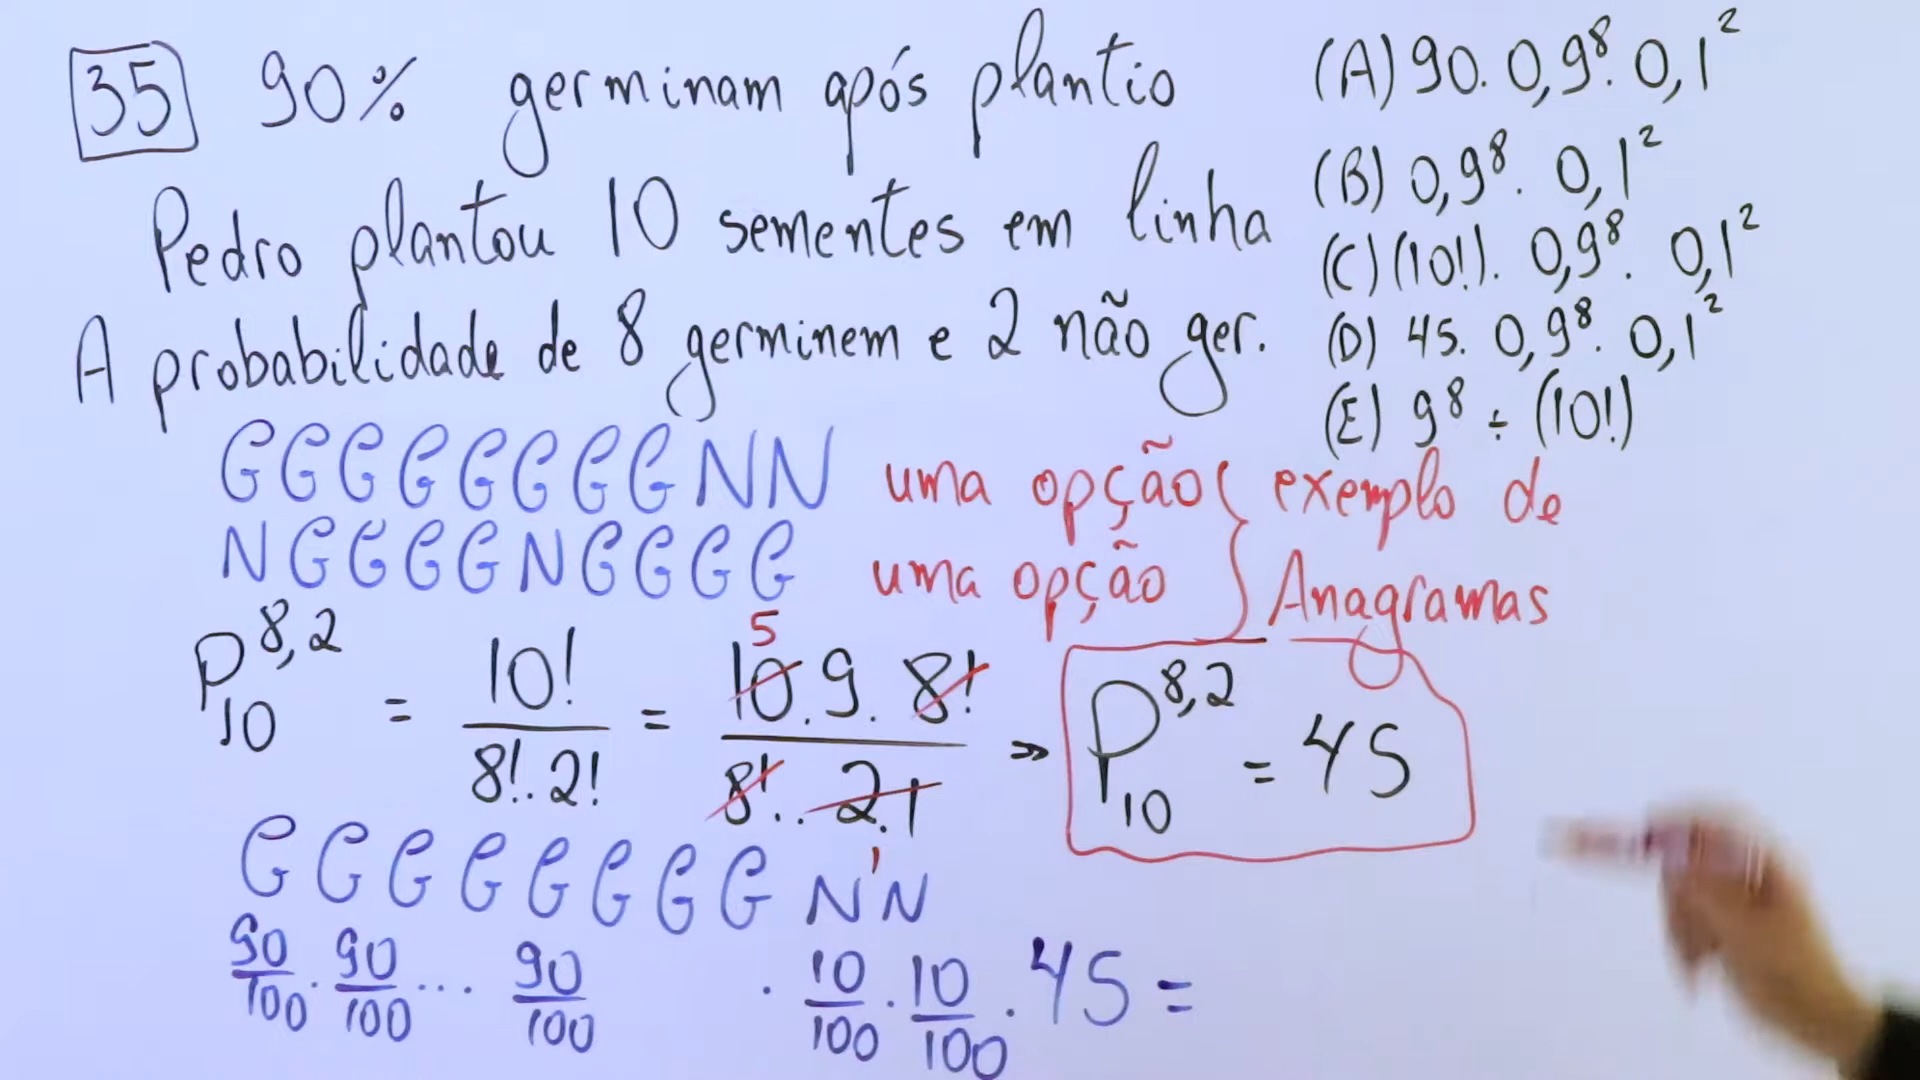 35 90% germinam após plantio
Pedro plantou 10 sementes em linha
A probabilidade de 8 germinem e 2 não ger.
(A) 90. 0,9⁸. 0,1²
(B) 0,9⁸. 0,1²
(C) (10!). 0,9⁸. 0,1²
(D) 45. 0,9⁸. 0,1²
(E) 9⁸ ÷ (10!)
GGGGGGGGNN uma opção
NGGGGNGGGG uma opção
exemplo de
Anagramas
P₁₀^8,2 = 10!/8!.2! = 10.9.8!/8!.2.1 => P₁₀^8,2 = 45
5
1
GGGGGGGGNN
90/100 . 90/100 ... 90/100 . 10/100 . 10/100 . 45 =